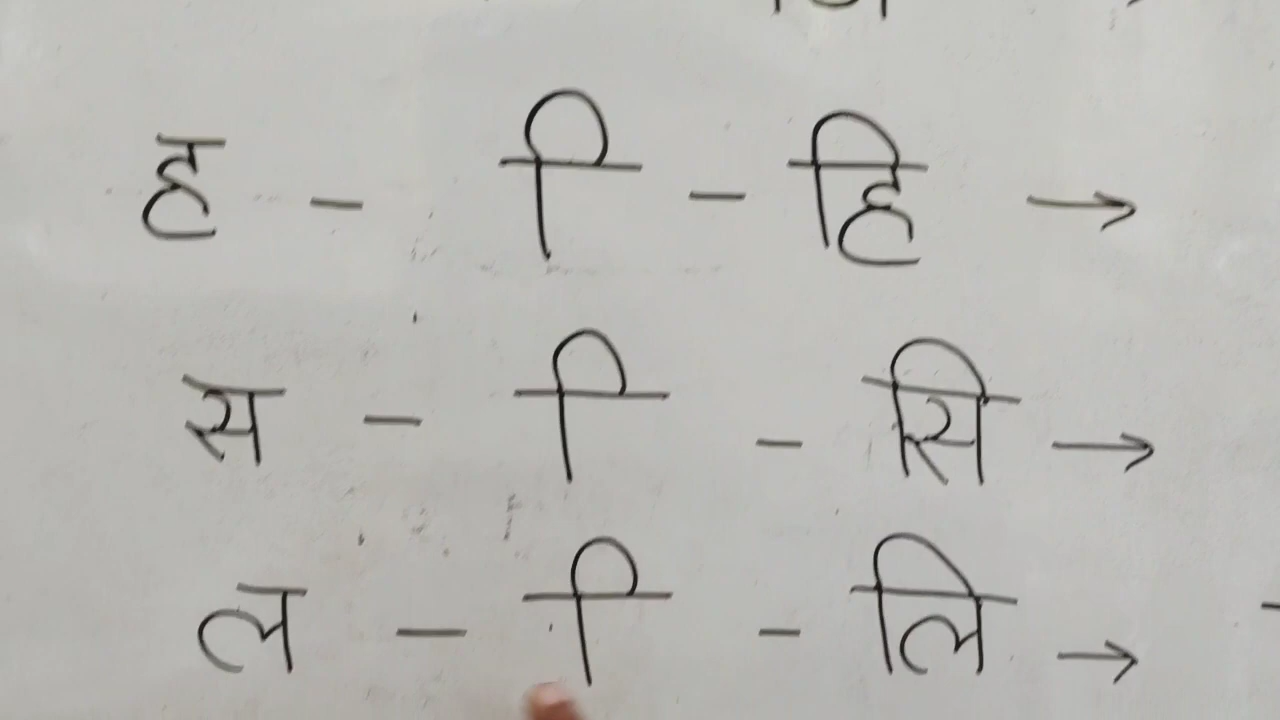 ह - ि - हि →
स - ि - सि →
ल - ि - लि →